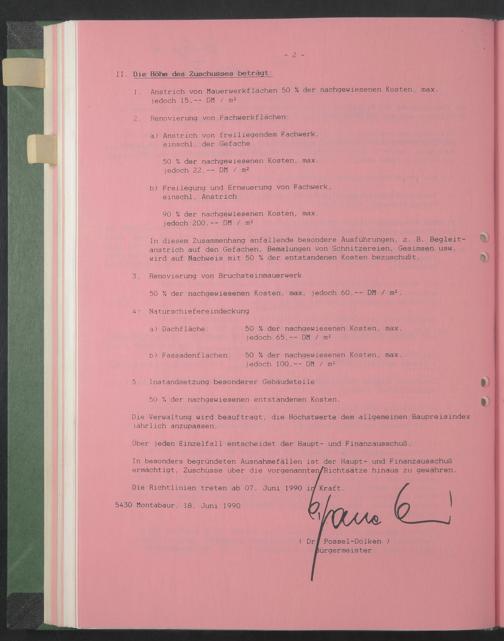 - 2 -
II. Die Höhe des Zuschusses beträgt:
1. Anstrich von Mauerwerkflächen 50 % der nachgewiesenen Kosten, max.
jedoch 15,-- DM / m²
2. Renovierung von Fachwerkflächen:
a) Anstrich von freiliegendem Fachwerk,
einschl. der Gefache
50 % der nachgewiesenen Kosten, max.
jedoch 22,-- DM / m²
b) Freilegung und Erneuerung von Fachwerk,
einschl. Anstrich
90 % der nachgewiesenen Kosten, max.
jedoch 200,-- DM / m²
In diesem Zusammenhang anfallende besondere Ausführungen, z. B. Begleit-
anstrich auf den Gefachen, Bemalungen von Schnitzereien, Gesimsen usw.
wird auf Nachweis mit 50 % der entstandenen Kosten bezuschußt.
3. Renovierung von Bruchsteinmauerwerk
50 % der nachgewiesenen Kosten, max. jedoch 60,-- DM / m².
4. Naturschiefereindeckung
a) Dachfläche: 50 % der nachgewiesenen Kosten, max.
jedoch 65,-- DM / m²
b) Fassadenflächen: 50 % der nachgewiesenen Kosten, max.
jedoch 100,-- DM / m²
5. Instandsetzung besonderer Gebäudeteile
50 % der nachgewiesenen entstandenen Kosten.
Die Verwaltung wird beauftragt, die Höchstwerte dem allgemeinen Baupreisindex
jährlich anzupassen.
Über jeden Einzelfall entscheidet der Haupt- und Finanzausschuß.
In besonders begründeten Ausnahmefällen ist der Haupt- und Finanzausschuß
ermächtigt, Zuschüsse über die vorgenannten Richtsätze hinaus zu gewähren.
Die Richtlinien treten ab 07. Juni 1990 in Kraft.
5430 Montabaur, 18. Juni 1990
( Dr. Possel-Dölken )
Bürgermeister